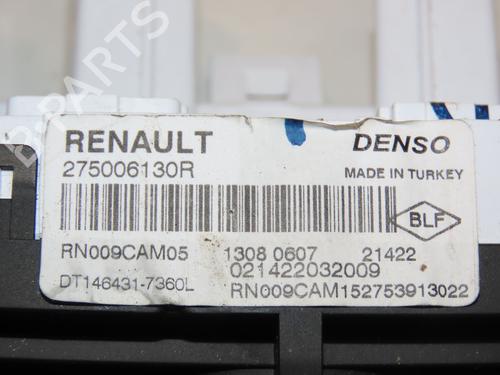 RENAULT
DENSO
275006130R
MADE IN TURKEY
BLF
RN009CAM05
1308 0607
21422
021422032009
DT146431-7360L
RN009CAM152753913022
B-PARTS